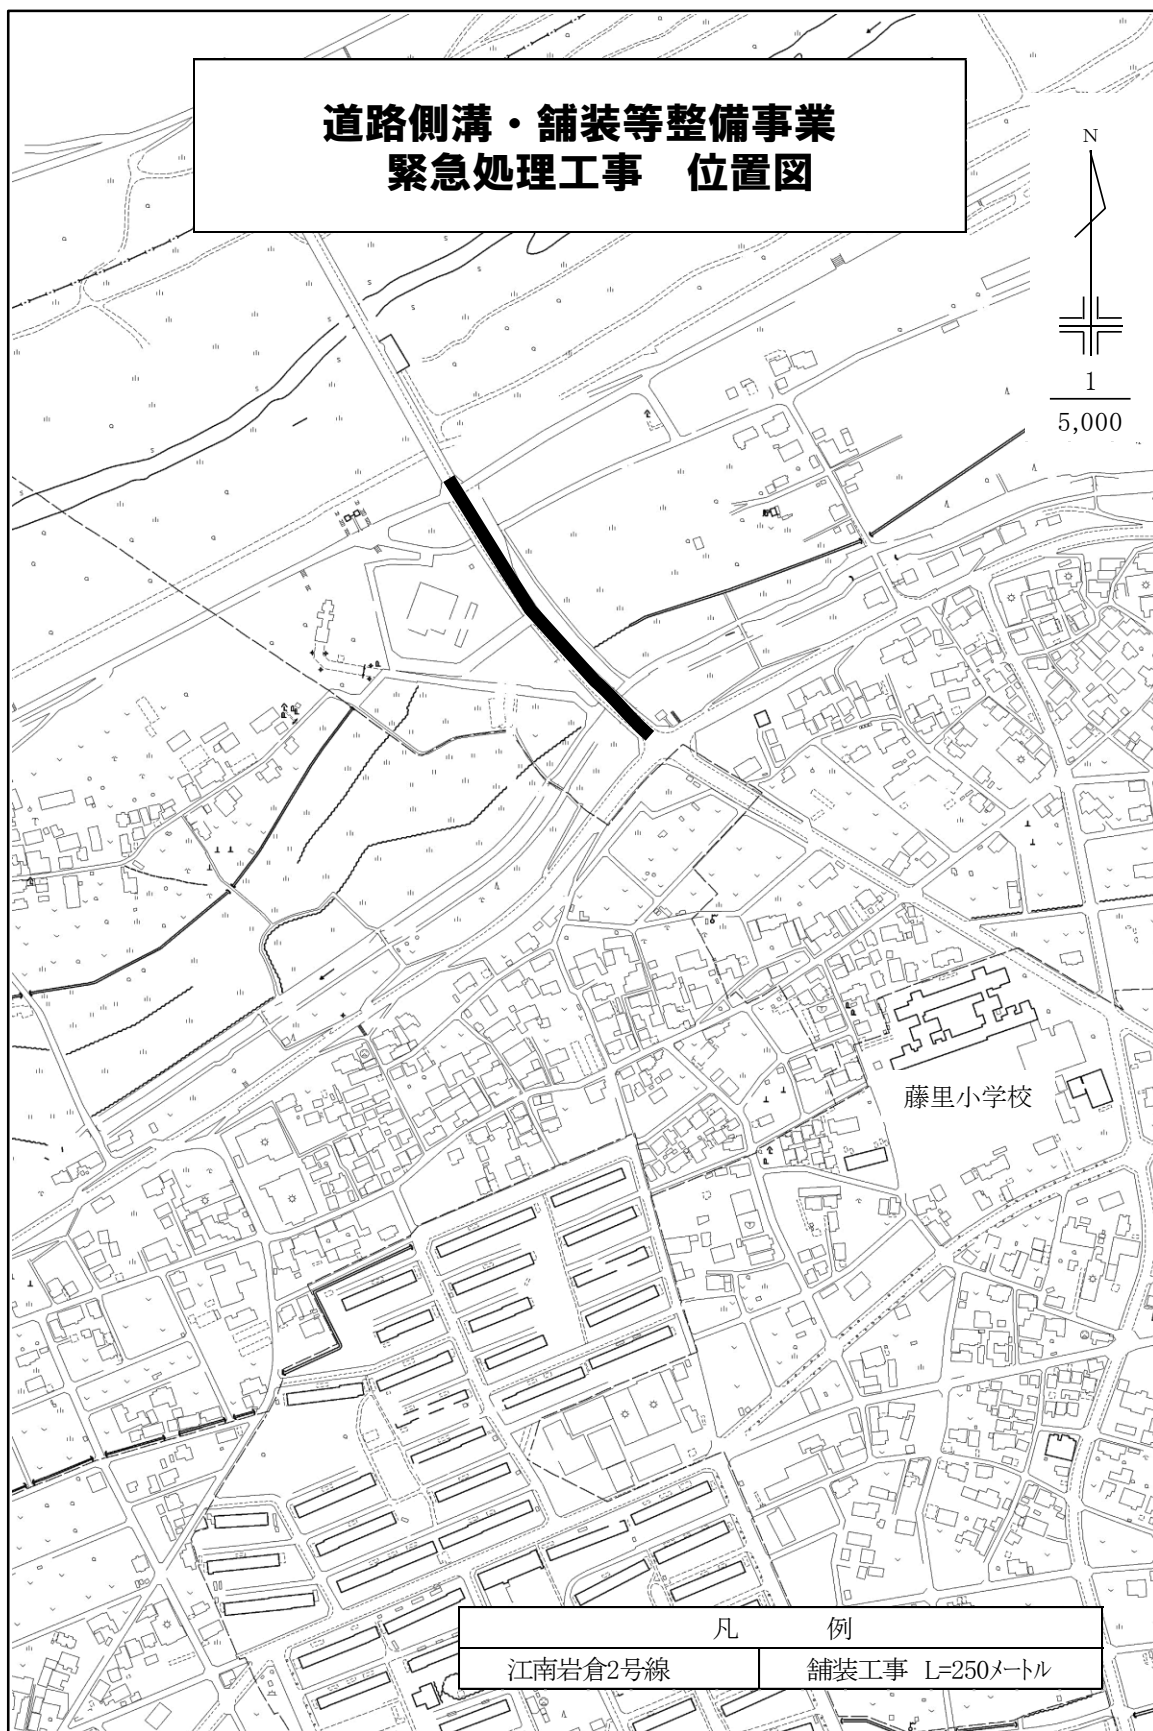 道路側溝・舗装等整備事業
緊急処理工事　位置図
N
1
5,000
藤里小学校
凡　例
江南岩倉2号線
舗装工事 L=250メートル